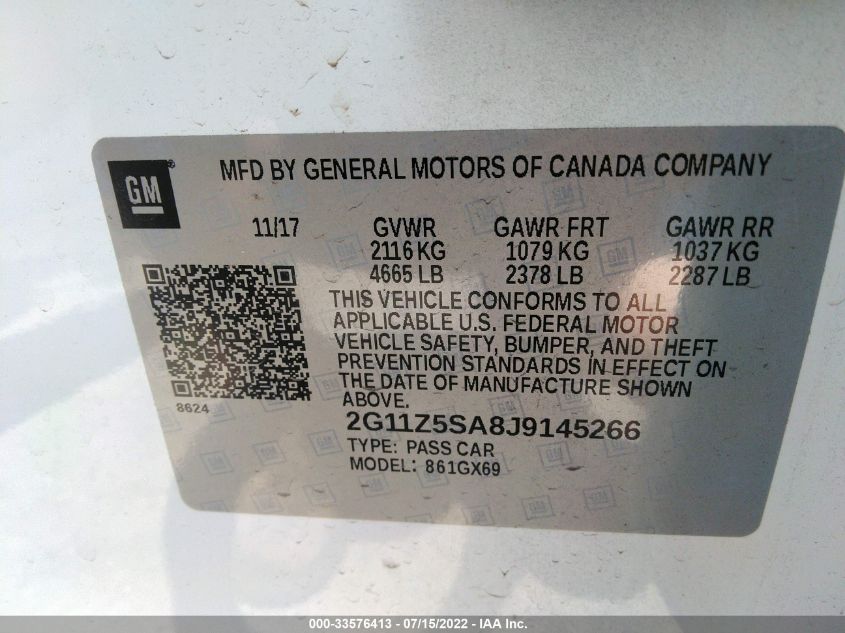 GM®
MFD BY GENERAL MOTORS OF CANADA COMPANY
11/17 GVWR GAWR FRT GAWR RR
2116 KG 1079 KG 1037 KG
4665 LB 2378 LB 2287 LB
THIS VEHICLE CONFORMS TO ALL
APPLICABLE U.S. FEDERAL MOTOR
VEHICLE SAFETY, BUMPER, AND THEFT
PREVENTION STANDARDS IN EFFECT ON
THE DATE OF MANUFACTURE SHOWN
ABOVE.
8624
2G11Z5SA8J9145266
TYPE: PASS CAR
MODEL: 861GX69
000-33576413 - 07/15/2022 - IAA Inc.